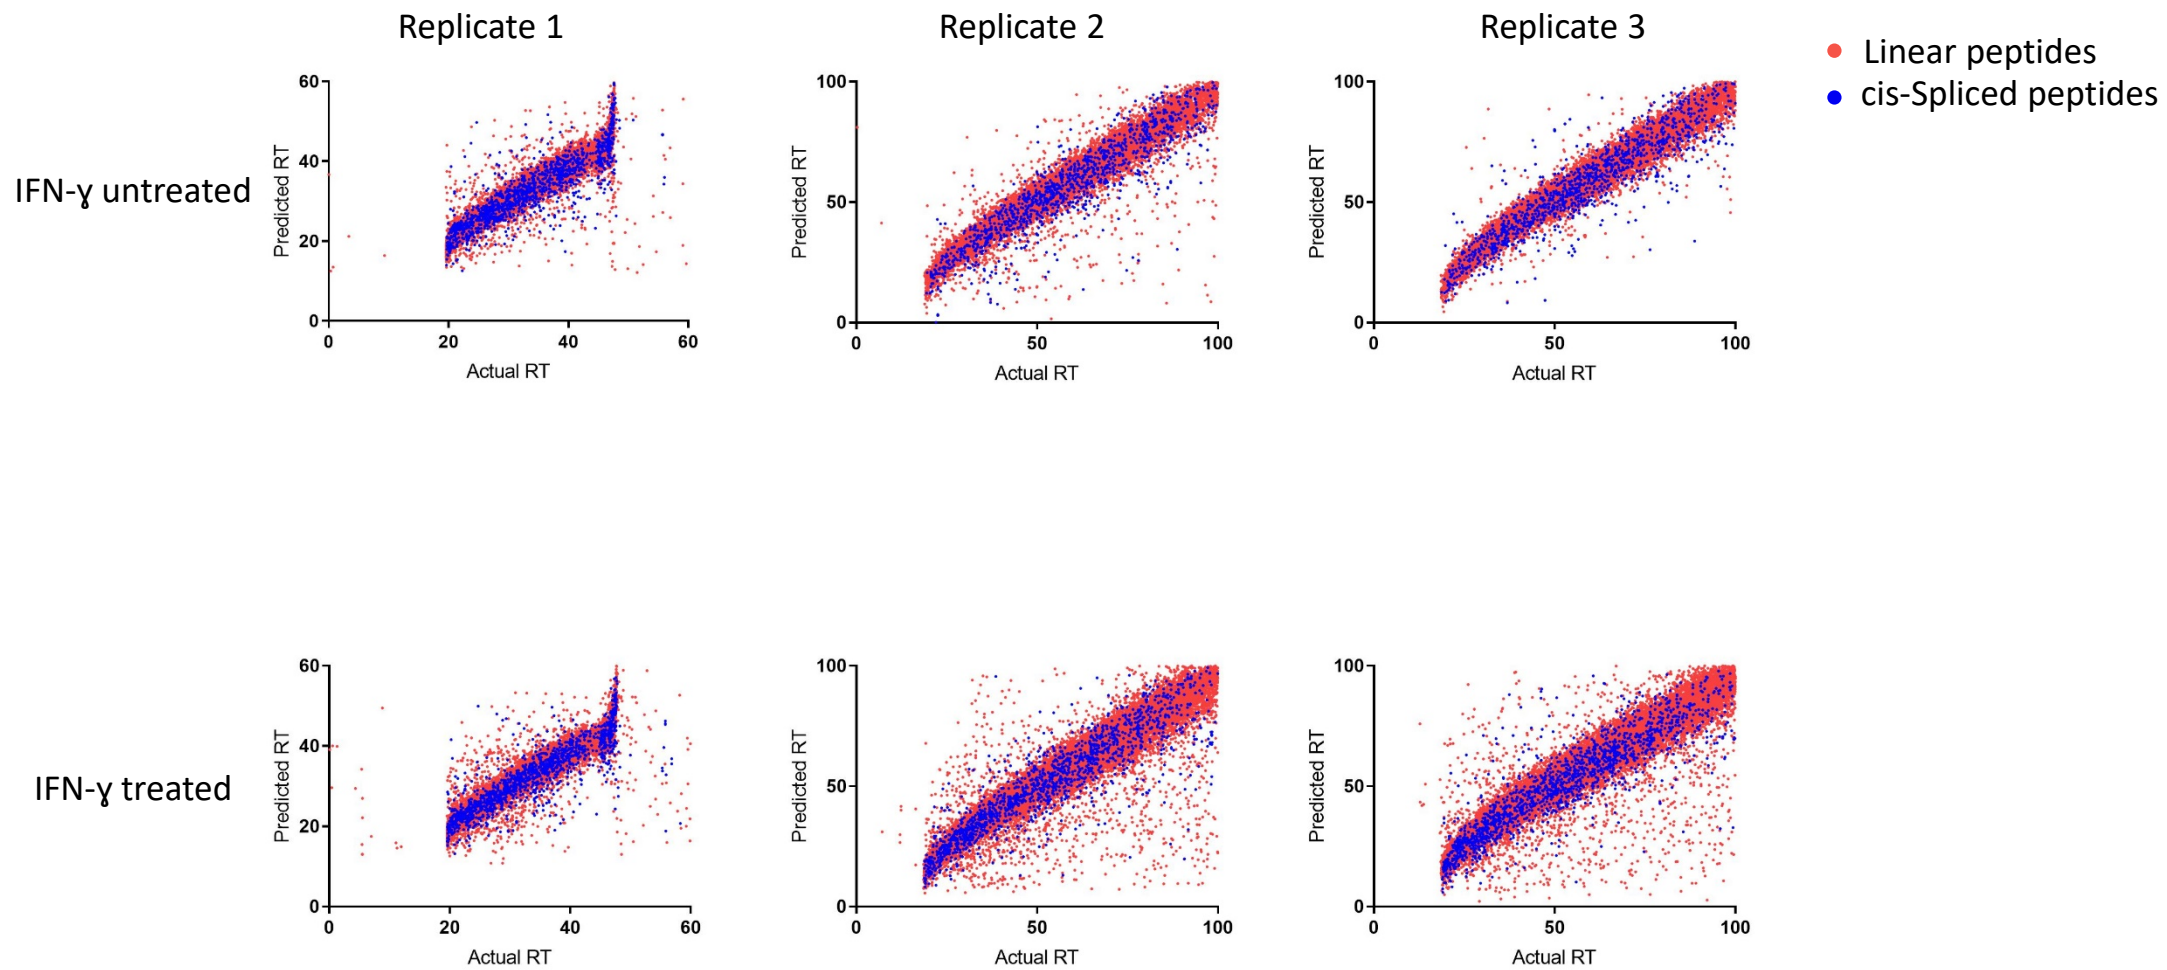 Replicate 1
Replicate 2
Replicate 3
Linear peptides
cis-Spliced peptides
IFN-ɣ untreated
Predicted RT
60
40
20
0
0
20
40
60
Actual RT
Predicted RT
100
50
0
0
50
100
Actual RT
Predicted RT
100
50
0
0
50
100
Actual RT
IFN-ɣ treated
Predicted RT
60
40
20
0
0
20
40
60
Actual RT
Predicted RT
100
50
0
0
50
100
Actual RT
Predicted RT
100
50
0
0
50
100
Actual RT